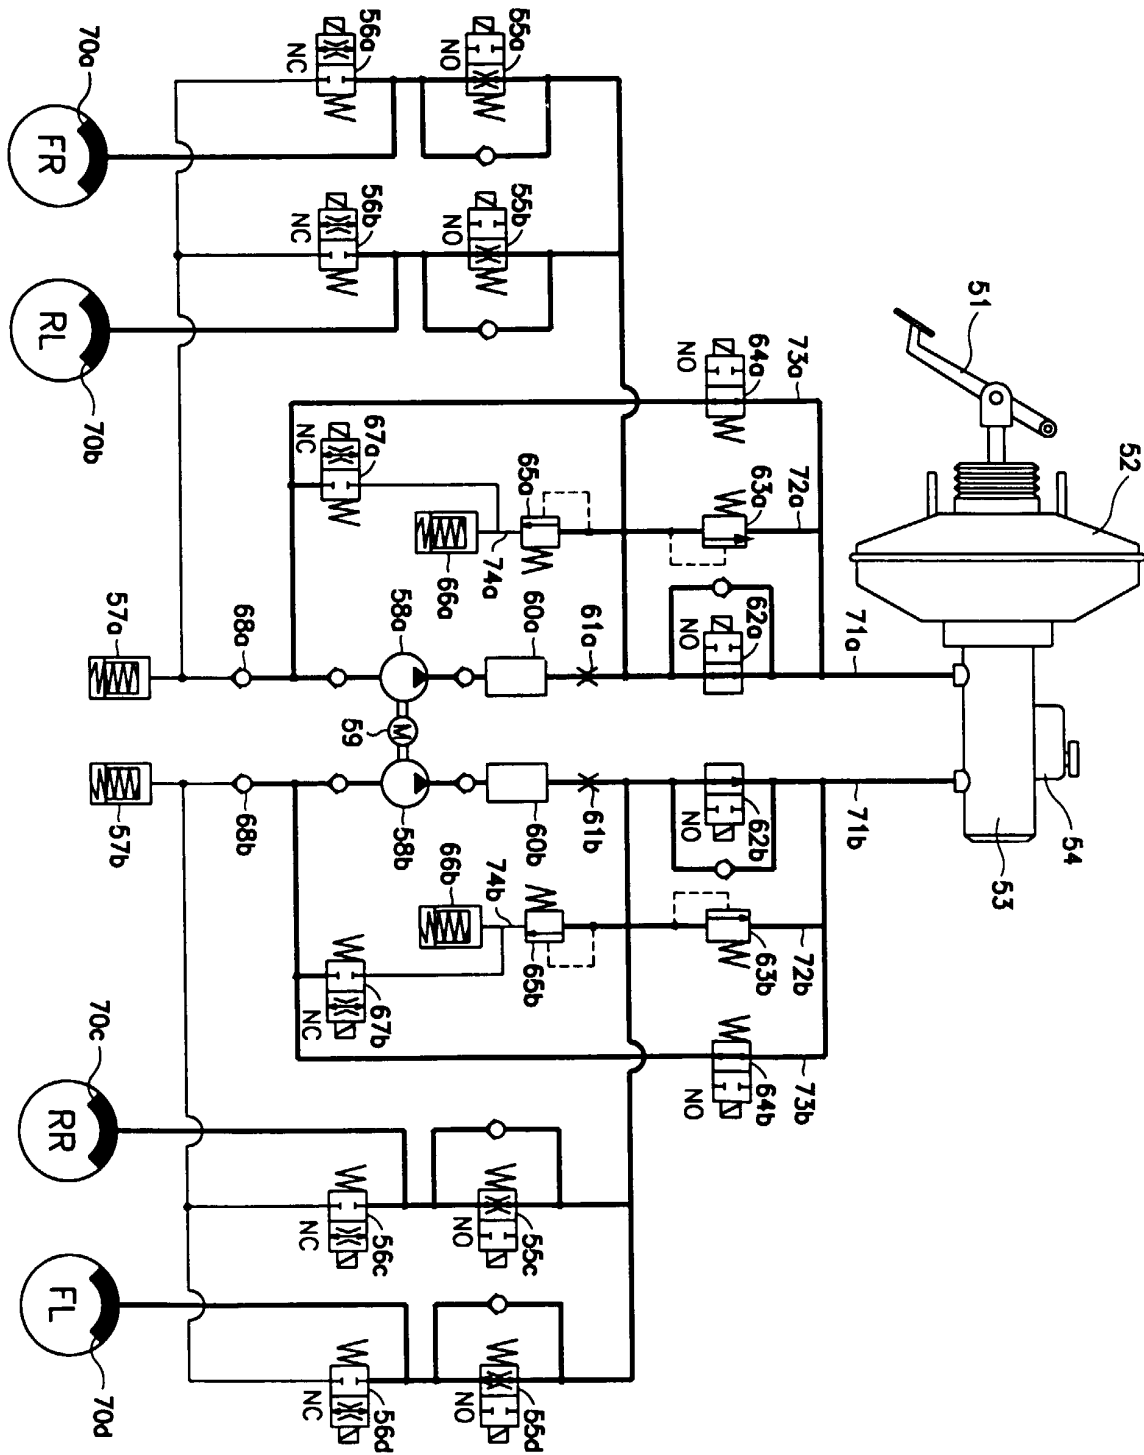 51
52
71a
71b
54
53
73a
64a
NO
72a
63a
62a
NO
62b
NO
63b
72b
64b
NO
73b
55a
NO
56a
NC
70a
FR
55b
NO
56b
NC
RL
70b
67a
NC
65a
74a
66a
61a
60a
58a
68a
57a
M
59
61b
60b
58b
68b
57b
65b
74b
66b
67b
NC
55c
NO
56c
NC
70c
RR
55d
NO
56d
NC
FL
70d